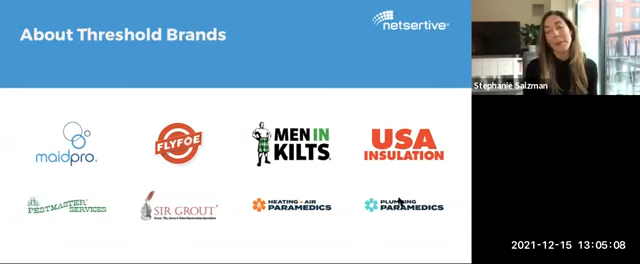 About Threshold Brands
netsertive
Stephanie Salzman
maidpro
FLYFOE
MEN IN
KILTS
USA
INSULATION
PESTMASTER SERVICES
SIR GROUT
HEATING + AIR
PARAMEDICS
PLUMBING
PARAMEDICS
2021-12-15 13:05:08